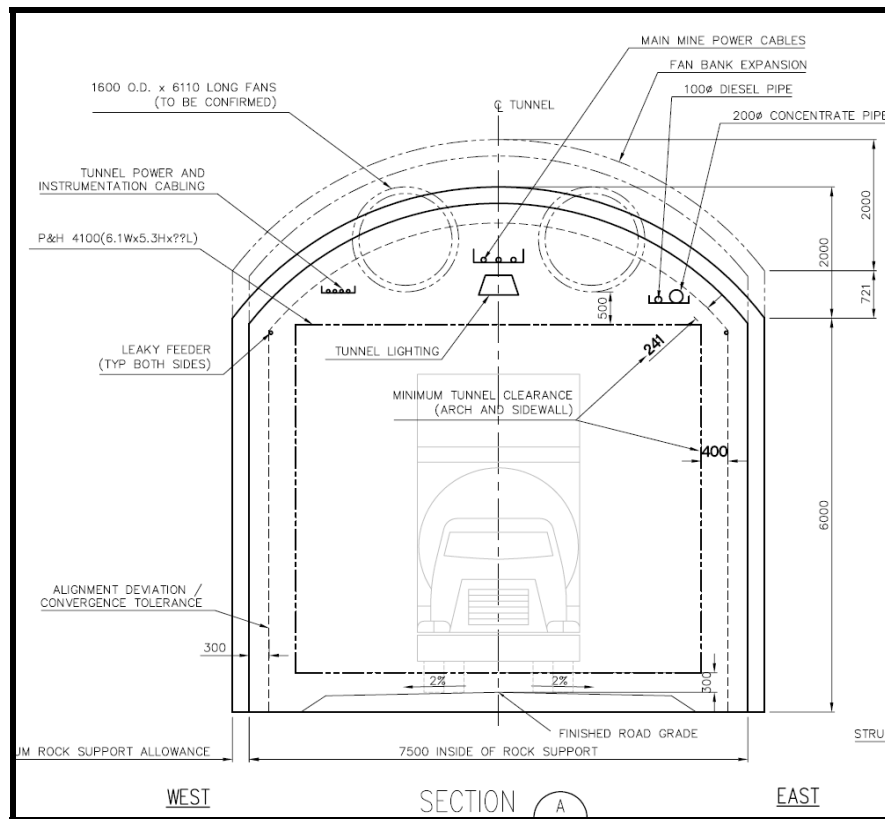 MAIN MINE POWER CABLES
FAN BANK EXPANSION
1600 O.D. x 6110 LONG FANS
(TO BE CONFIRMED)
℄ TUNNEL
100ø DIESEL PIPE
200ø CONCENTRATE PIPE
TUNNEL POWER AND
INSTRUMENTATION CABLING
P&H 4100(6.1Wx5.3Hx??L)
2000
2000
721
500
LEAKY FEEDER
(TYP BOTH SIDES)
TUNNEL LIGHTING
241
MINIMUM TUNNEL CLEARANCE
(ARCH AND SIDEWALL)
400
6000
ALIGNMENT DEVIATION /
CONVERGENCE TOLERANCE
300
2%
2%
300
FINISHED ROAD GRADE
UM ROCK SUPPORT ALLOWANCE
7500 INSIDE OF ROCK SUPPORT
STRU
WEST
SECTION A
EAST